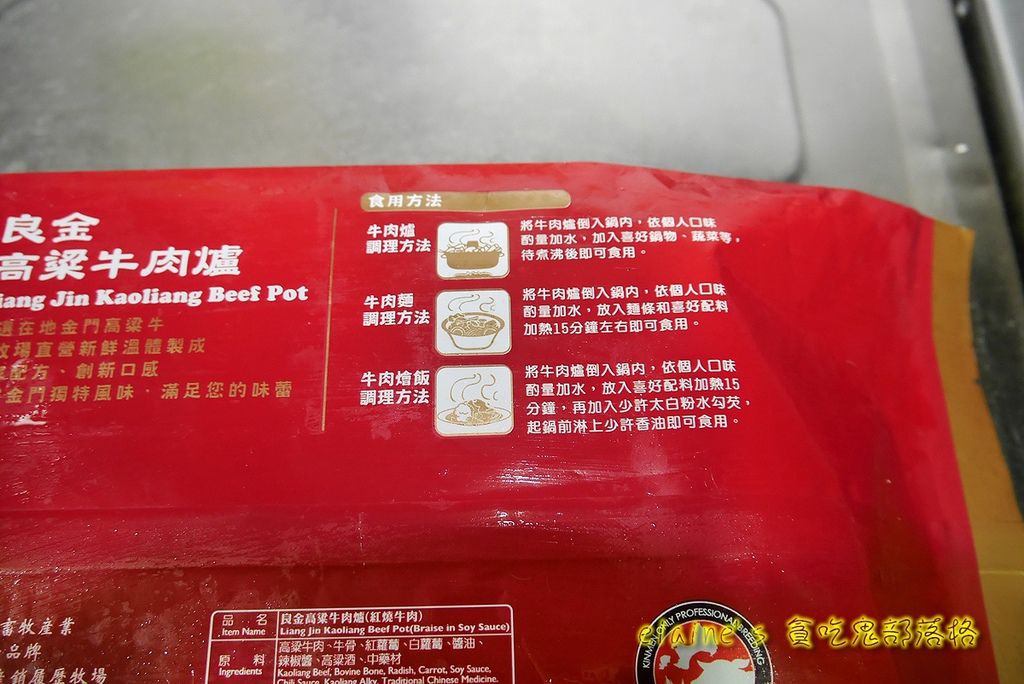 食用方法
良金
高粱牛肉爐
iang Jin Kaoliang Beef Pot
選在地金門高粱牛
牧場直營新鮮溫體製成
配方、創新口感
金門獨特風味、滿足您的味蕾
牛肉爐
調理方法
將牛肉爐倒入鍋內，依個人口味
酌量加水，加入喜好鍋物、蔬菜等，
待煮沸後即可食用。
牛肉麵
調理方法
將牛肉爐倒入鍋內，依個人口味
酌量加水，放入麵條和喜好配料
加熱15分鐘左右即可食用。
牛肉燴飯
調理方法
將牛肉爐倒入鍋內，依個人口味
酌量加水，放入喜好配料加熱15
分鐘，再加入少許太白粉水勾芡，
起鍋前淋上少許香油即可食用。
畜牧產業
品牌
銷履歷牧場
品 名
Item Name
良金高粱牛肉爐(紅燒牛肉)
Liang Jin Kaoliang Beef Pot(Braise in Soy Sauce)
原 料
Ingredients
高粱牛肉、牛骨、紅蘿蔔、白蘿蔔、醬油、
辣椒醬、高粱酒、中藥材
Kaoliang Beef, Bovine Bone, Radish, Carrot, Soy Sauce,
Chili Sauce, Kaoliang Alky, Traditional Chinese Medicine.
PROFESSIONAL BREEDING
貪吃鬼部落格